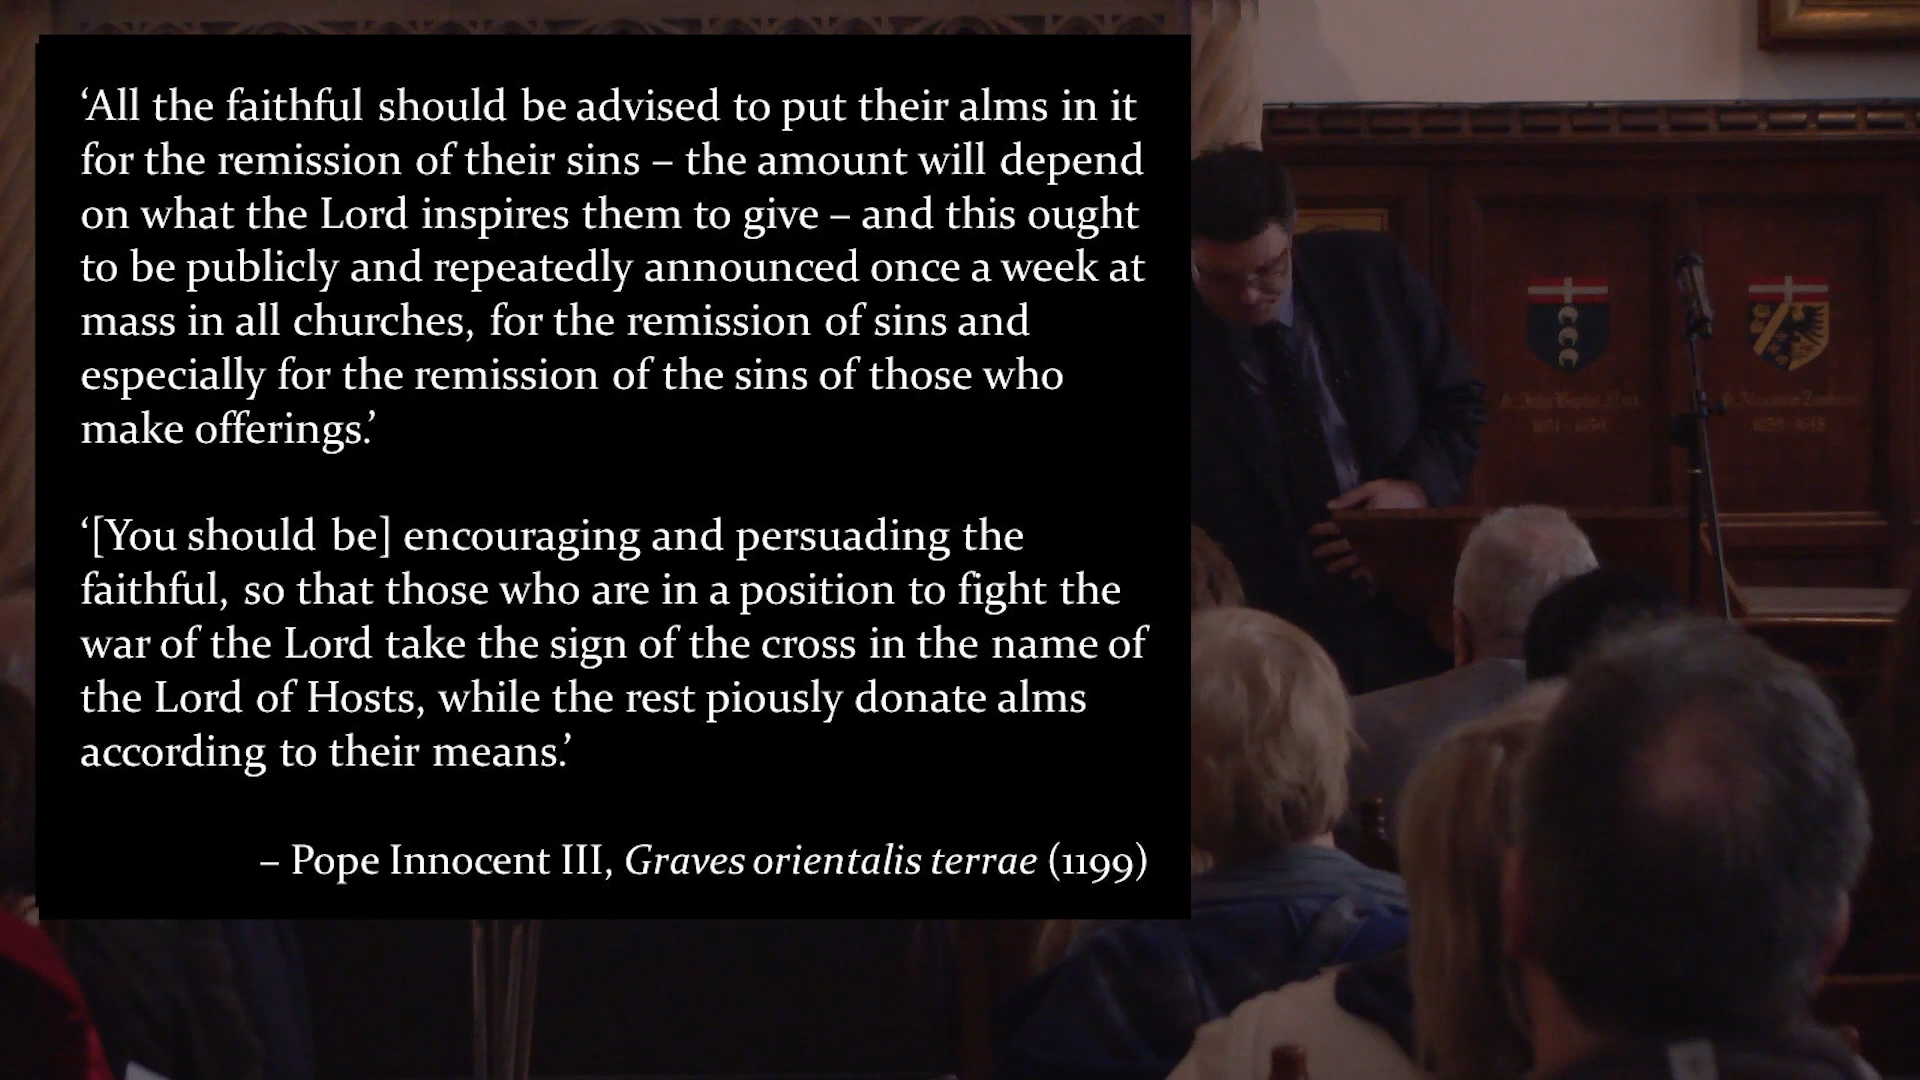 ‘All the faithful should be advised to put their alms in it
for the remission of their sins – the amount will depend
on what the Lord inspires them to give – and this ought
to be publicly and repeatedly announced once a week at
mass in all churches, for the remission of sins and
especially for the remission of the sins of those who
make offerings.’
‘[You should be] encouraging and persuading the
faithful, so that those who are in a position to fight the
war of the Lord take the sign of the cross in the name of
the Lord of Hosts, while the rest piously donate alms
according to their means.’
– Pope Innocent III, Graves orientalis terrae (1199)